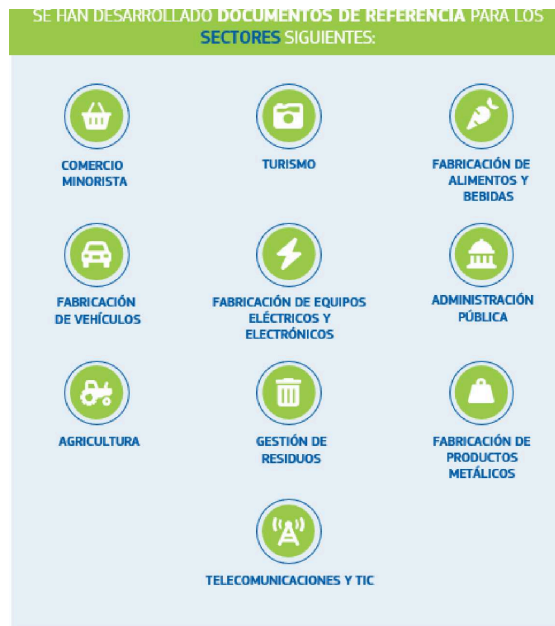 SE HAN DESARROLLADO DOCUMENTOS DE REFERENCIA PARA LOS
SECTORES SIGUIENTES:
COMERCIO
MINORISTA
TURISMO
FABRICACIÓN DE
ALIMENTOS Y
BEBIDAS
FABRICACIÓN
DE VEHÍCULOS
FABRICACIÓN DE EQUIPOS
ELÉCTRICOS Y
ELECTRÓNICOS
ADMINISTRACIÓN
PÚBLICA
AGRICULTURA
GESTIÓN DE
RESIDUOS
FABRICACIÓN DE
PRODUCTOS
METÁLICOS
TELECOMUNICACIONES Y TIC